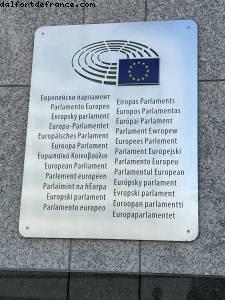 dalfortdefrance.com
Европейски парламент
Parlamento Europeo
Evropský parlament
Europa-Parlamentet
Europäisches Parlament
Euroopa Parlament
Ευρωπαϊκό Κοινοβούλιο
European Parliament
Parlement européen
Parlaimint na hEorpa
Europski parlament
Parlamento europeo
Eiropas Parlaments
Europos Parlamentas
Európai Parlament
Parlament Ewropew
Europees Parlement
Parlament Europejski
Parlamento Europeu
Parlamentul European
Európsky parlament
Evropski parlament
Euroopan parlamentti
Europaparlamentet